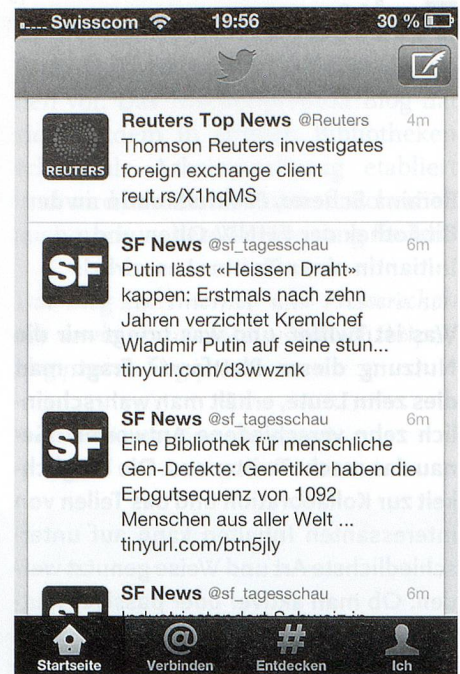 Swisscom 19:56 30 %
Reuters Top News @Reuters 4m
Thomson Reuters investigates
foreign exchange client
reut.rs/X1hqMS
REUTERS
SF News @sf_tagesschau 6m
Putin lässt «Heissen Draht»
kappen: Erstmals nach zehn
Jahren verzichtet Kremlchef
Wladimir Putin auf seine stun...
tinyurl.com/d3wwznk
SF
SF News @sf_tagesschau 6m
Eine Bibliothek für menschliche
Gen-Defekte: Genetiker haben die
Erbgutsequenz von 1092
Menschen aus aller Welt ...
tinyurl.com/btn5jly
SF
SF News @sf_tagesschau 6m
SF
Startseite Verbinden Entdecken Ich